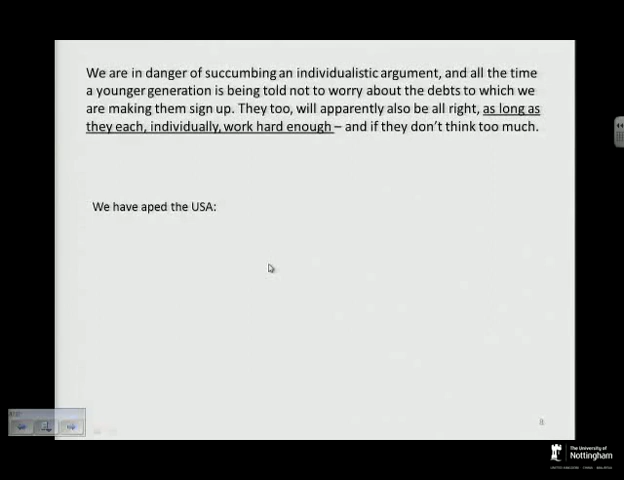 We are in danger of succumbing an individualistic argument, and all the time
a younger generation is being told not to worry about the debts to which we
are making them sign up. They too, will apparently also be all right, as long as
they each, individually, work hard enough – and if they don't think too much.
We have aped the USA:
8
The University of
Nottingham